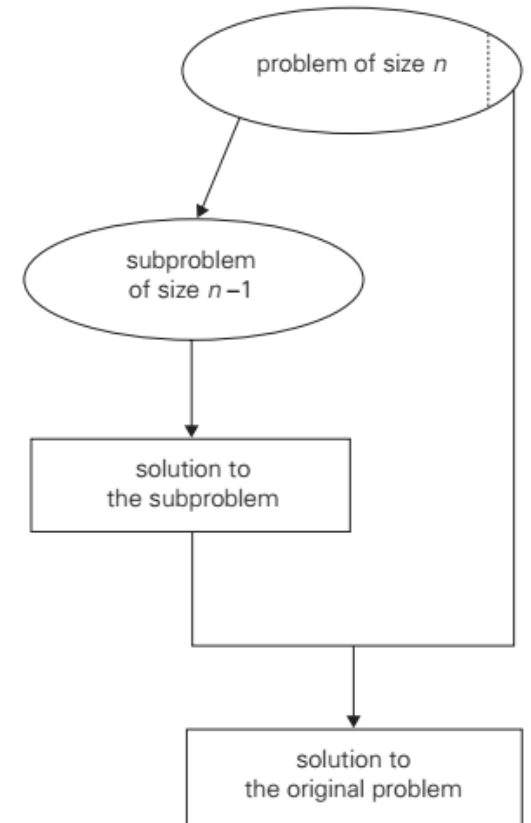 problem of size n
subproblem
of size n–1
solution to
the subproblem
solution to
the original problem